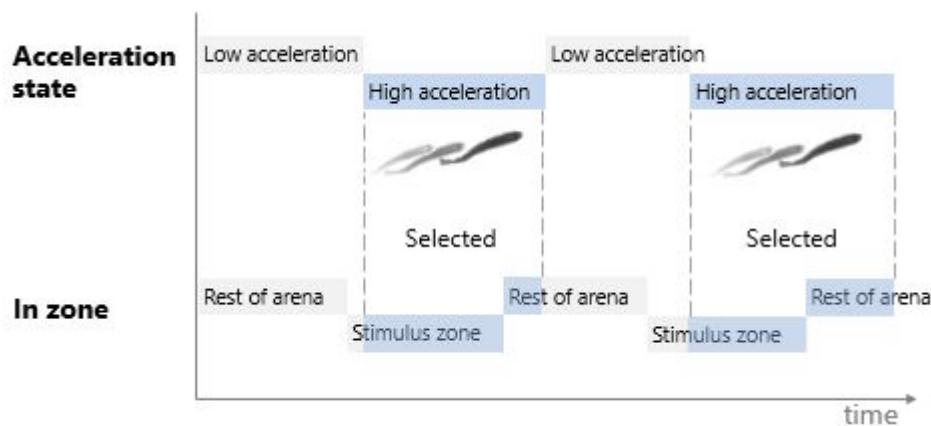 Acceleration
state
Low acceleration
Low acceleration
High acceleration
High acceleration
Selected
Selected
In zone
Rest of arena
Rest of arena
Rest of arena
Stimulus zone
Stimulus zone
time